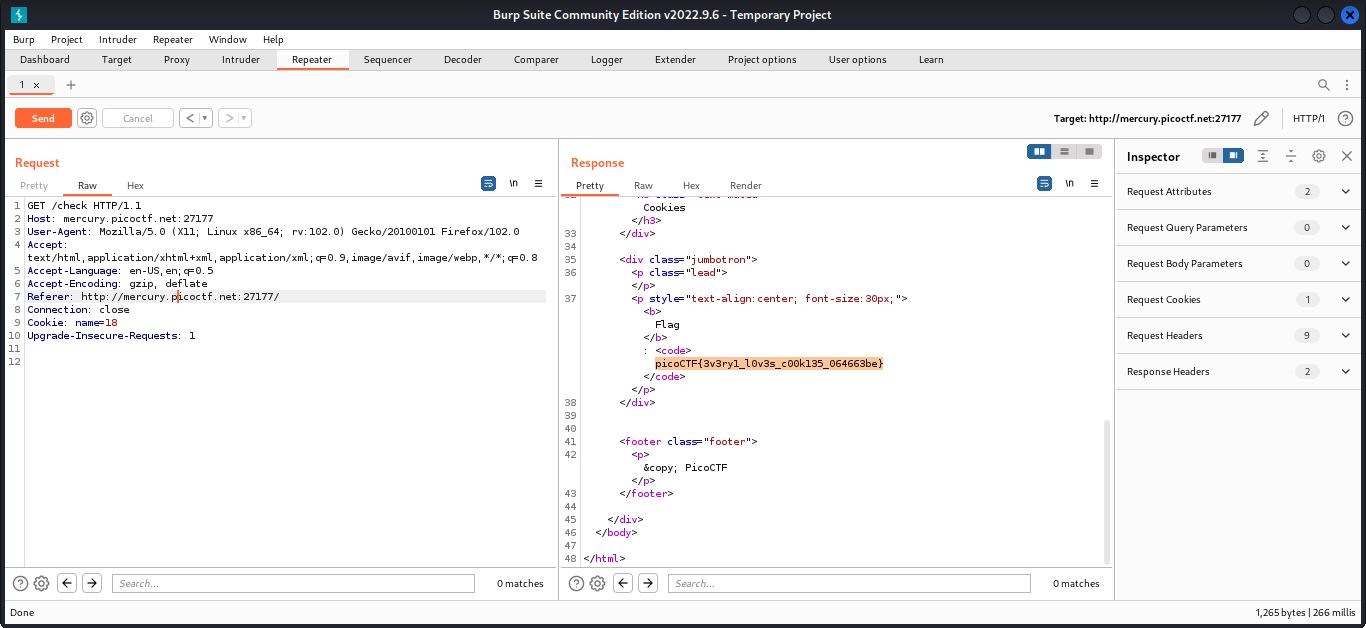 Burp Suite Community Edition v2022.9.6 - Temporary Project
Burp Project Intruder Repeater Window Help
Dashboard Target Proxy Intruder Repeater Sequencer Decoder Comparer Logger Extender Project options User options Learn
1 × +
Send Cancel < > Target: http://mercury.picoctf.net:27177 HTTP/1 ?
Request
Pretty Raw Hex \n
1 GET /check HTTP/1.1
2 Host: mercury.picoctf.net:27177
3 User-Agent: Mozilla/5.0 (X11; Linux x86_64; rv:102.0) Gecko/20100101 Firefox/102.0
4 Accept:
text/html,application/xhtml+xml,application/xml;q=0.9,image/avif,image/webp,*/*;q=0.8
5 Accept-Language: en-US,en;q=0.5
6 Accept-Encoding: gzip, deflate
7 Referer: http://mercury.picoctf.net:27177/
8 Connection: close
9 Cookie: name=18
10 Upgrade-Insecure-Requests: 1
11
12
? Search... 0 matches
Response
Pretty Raw Hex Render \n
Cookies
</h3>
33 </div>
34
35 <div class="jumbotron">
36 <p class="lead">
</p>
37 <p style="text-align:center; font-size:30px;">
<b>
Flag
</b>
: <code>
picoCTF{3v3ry1_l0v3s_c00k135_064663be}
</code>
</p>
38 </div>
39
40
41 <footer class="footer">
42 <p>
&copy; PicoCTF
</p>
43 </footer>
44
45 </div>
46 </body>
47
48 </html>
? Search... 0 matches
Inspector
Request Attributes 2
Request Query Parameters 0
Request Body Parameters 0
Request Cookies 1
Request Headers 9
Response Headers 2
Done 1,265 bytes | 266 millis